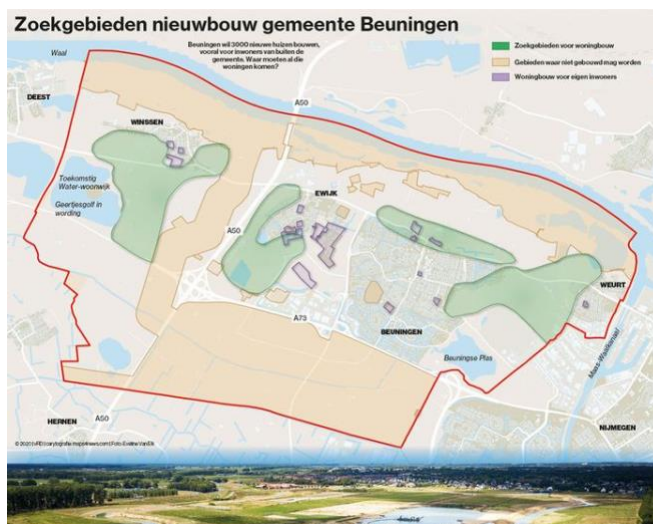 Zoekgebieden nieuwbouw gemeente Beuningen
Beuningen wil 3000 nieuwe huizen bouwen,
vooral voor inwoners van buiten de
gemeente. Waar moeten al die
woningen komen?
Zoekgebieden voor woningbouw
Gebieden waar niet gebouwd mag worden
Woningbouw voor eigen inwoners
Waal
DEEST
A50
WINSSEN
Toekomstig
Water-woonwijk
Geertjesgolf in
wording
EWIJK
A50
WEURT
A73
BEUNINGEN
Beuningse Plas
Maas-Waalkanaal
HERNEN
A50
NIJMEGEN